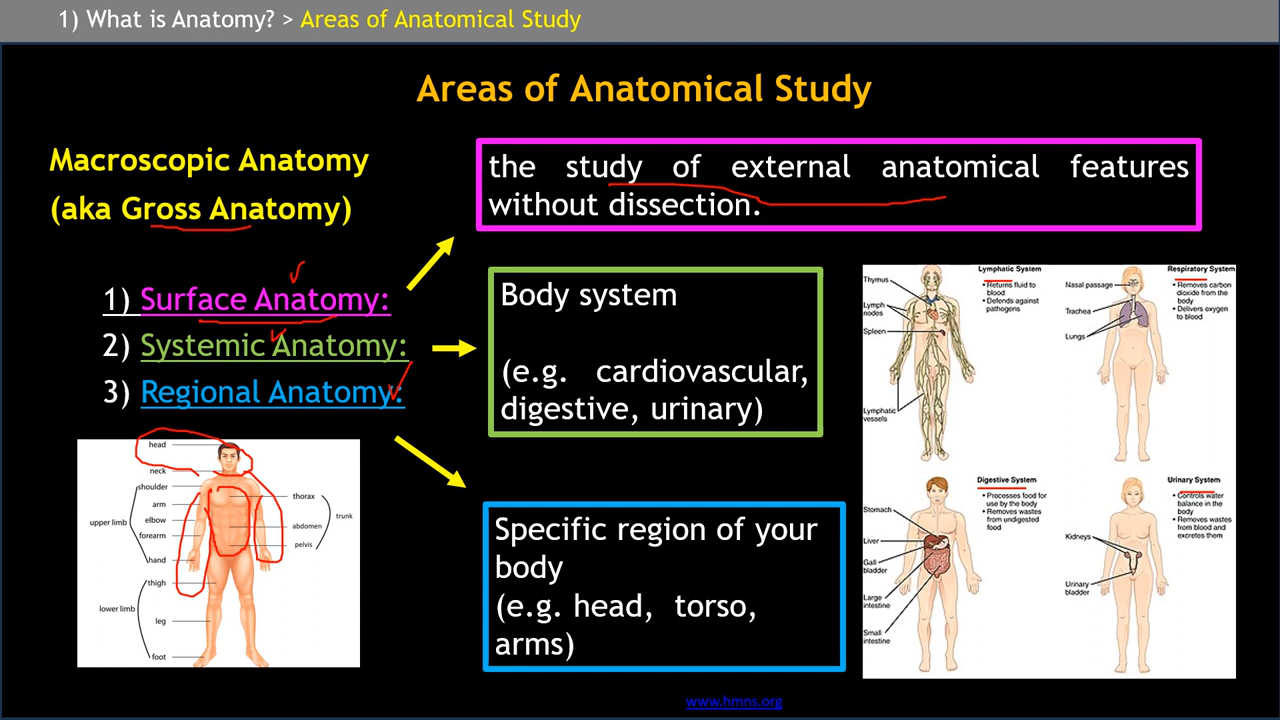 1) What is Anatomy? > Areas of Anatomical Study
Areas of Anatomical Study
Macroscopic Anatomy
(aka Gross Anatomy)
1) Surface Anatomy:
2) Systemic Anatomy:
3) Regional Anatomy:
the study of external anatomical features
without dissection.
Body system
(e.g. cardiovascular,
digestive, urinary)
Specific region of your
body
(e.g. head, torso,
arms)
head
neck
shoulder
arm
elbow
forearm
hand
upper limb
thigh
lower limb
leg
foot
thorax
abdomen
pelvis
trunk
Lymphatic System
• Returns fluid to
blood
• Defends against
pathogens
Thymus
Lymph
nodes
Spleen
Lymphatic
vessels
Respiratory System
• Removes carbon
dioxide from the
body
• Delivers oxygen
to blood
Nasal passage
Trachea
Lungs
Digestive System
• Processes food for
use by the body
• Removes wastes
from undigested
food
Stomach
Liver
Gall
bladder
Large
intestine
Small
intestine
Urinary System
• Controls water
balance in the
body
• Removes wastes
from blood and
excretes them
Kidneys
Urinary
bladder
www.hmns.org